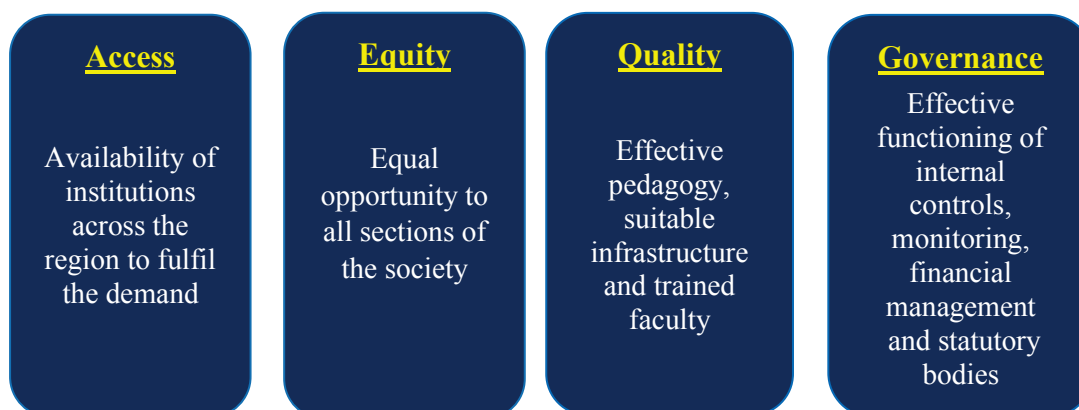 Access
Availability of
institutions
across the
region to fulfil
the demand
Equity
Equal
opportunity to
all sections of
the society
Quality
Effective
pedagogy,
suitable
infrastructure
and trained
faculty
Governance
Effective
functioning of
internal
controls,
monitoring,
financial
management
and statutory
bodies